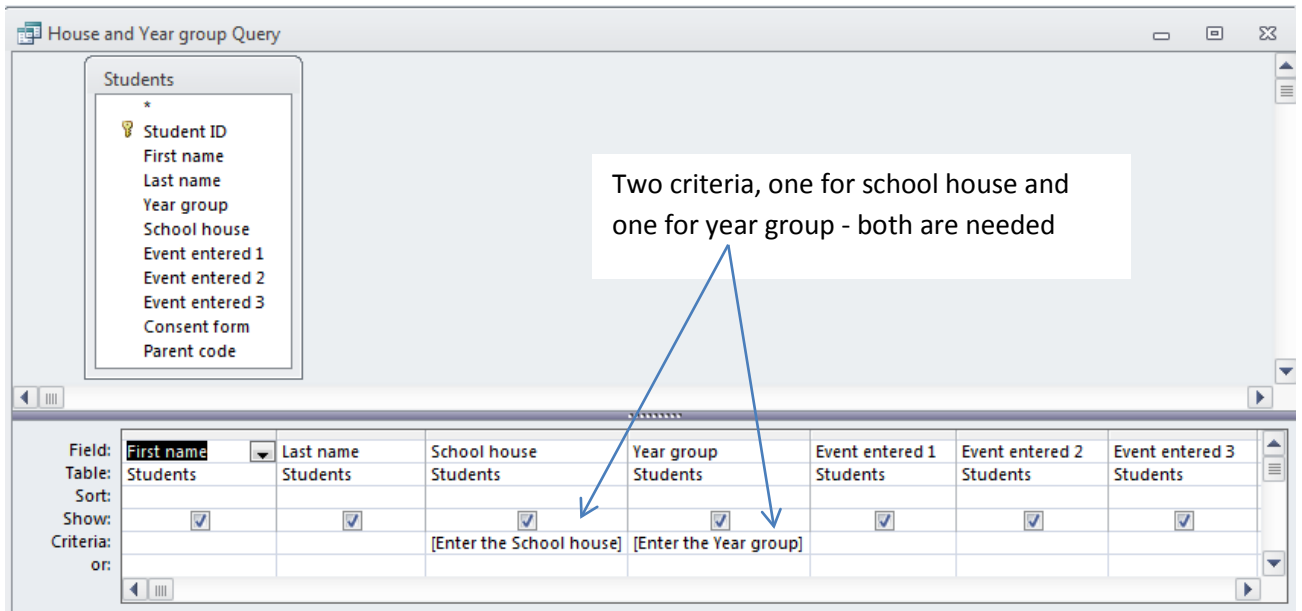 House and Year group Query
Students
*
Student ID
First name
Last name
Year group
School house
Event entered 1
Event entered 2
Event entered 3
Consent form
Parent code
Two criteria, one for school house and
one for year group - both are needed
Field: First name Last name School house Year group Event entered 1 Event entered 2 Event entered 3
Table: Students Students Students Students Students Students Students
Sort:
Show:
Criteria: [Enter the School house] [Enter the Year group]
or: